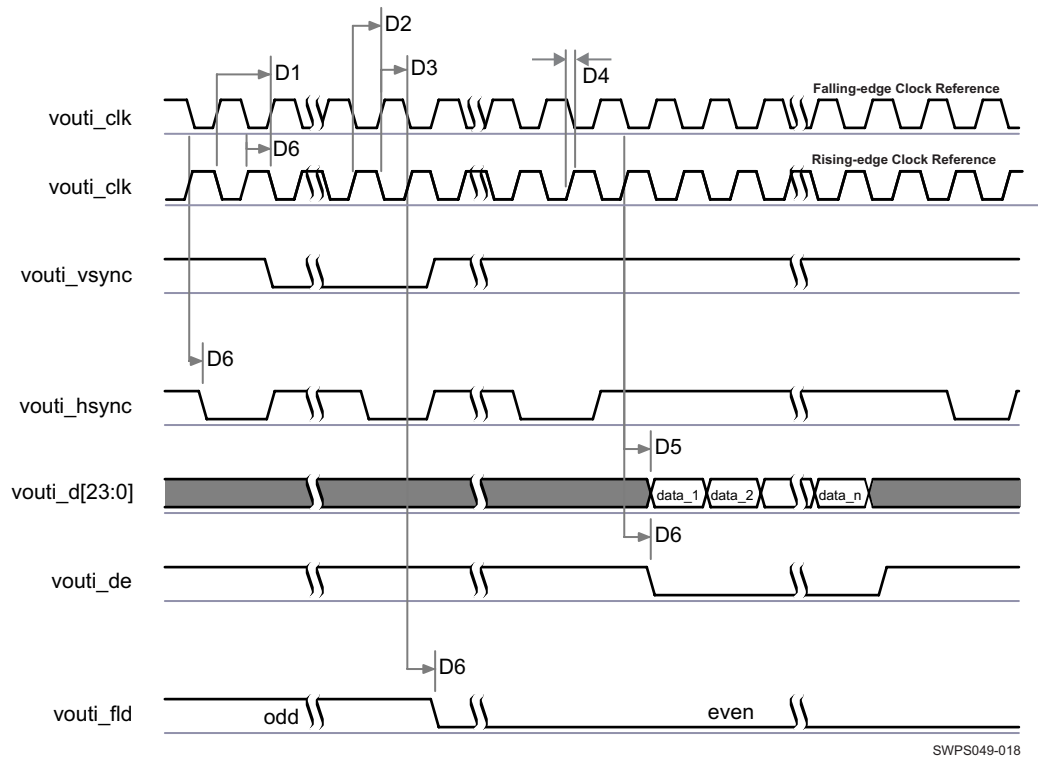 D2
D1
D3
D4
Falling-edge Clock Reference
vouti_clk
D6
Rising-edge Clock Reference
vouti_clk
vouti_vsync
D6
vouti_hsync
D5
vouti_d[23:0]
data_1 data_2 data_n
D6
vouti_de
D6
vouti_fld
odd even
SWPS049-018